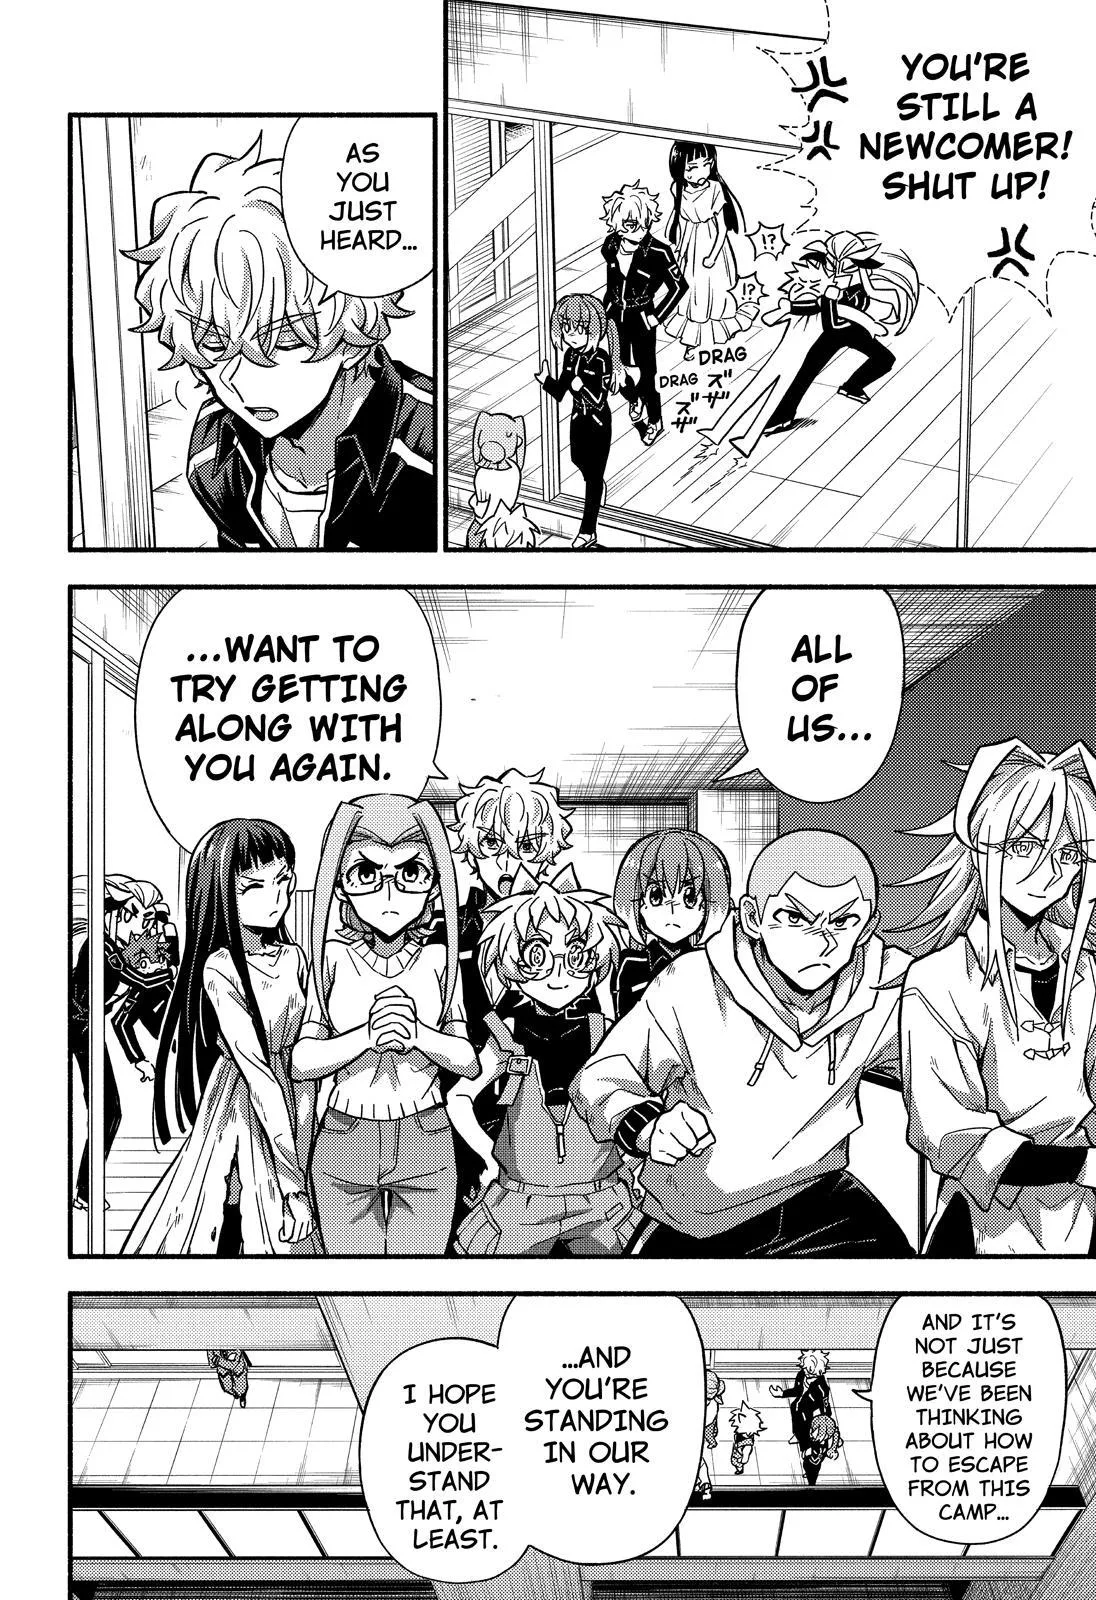 YOU'RE
STILL A
NEWCOMER!
SHUT UP!
!?
!?
DRAG
ズザ
DRAG
ズザ
AS
YOU
JUST
HEARD...
ALL
OF
US...
...WANT TO
TRY GETTING
ALONG WITH
YOU AGAIN.
AND IT'S
NOT JUST
BECAUSE
WE'VE BEEN
THINKING
ABOUT HOW
TO ESCAPE
FROM THIS
CAMP...
...AND
YOU'RE
STANDING
IN OUR
WAY.
I HOPE
YOU
UNDER-
STAND
THAT, AT
LEAST.